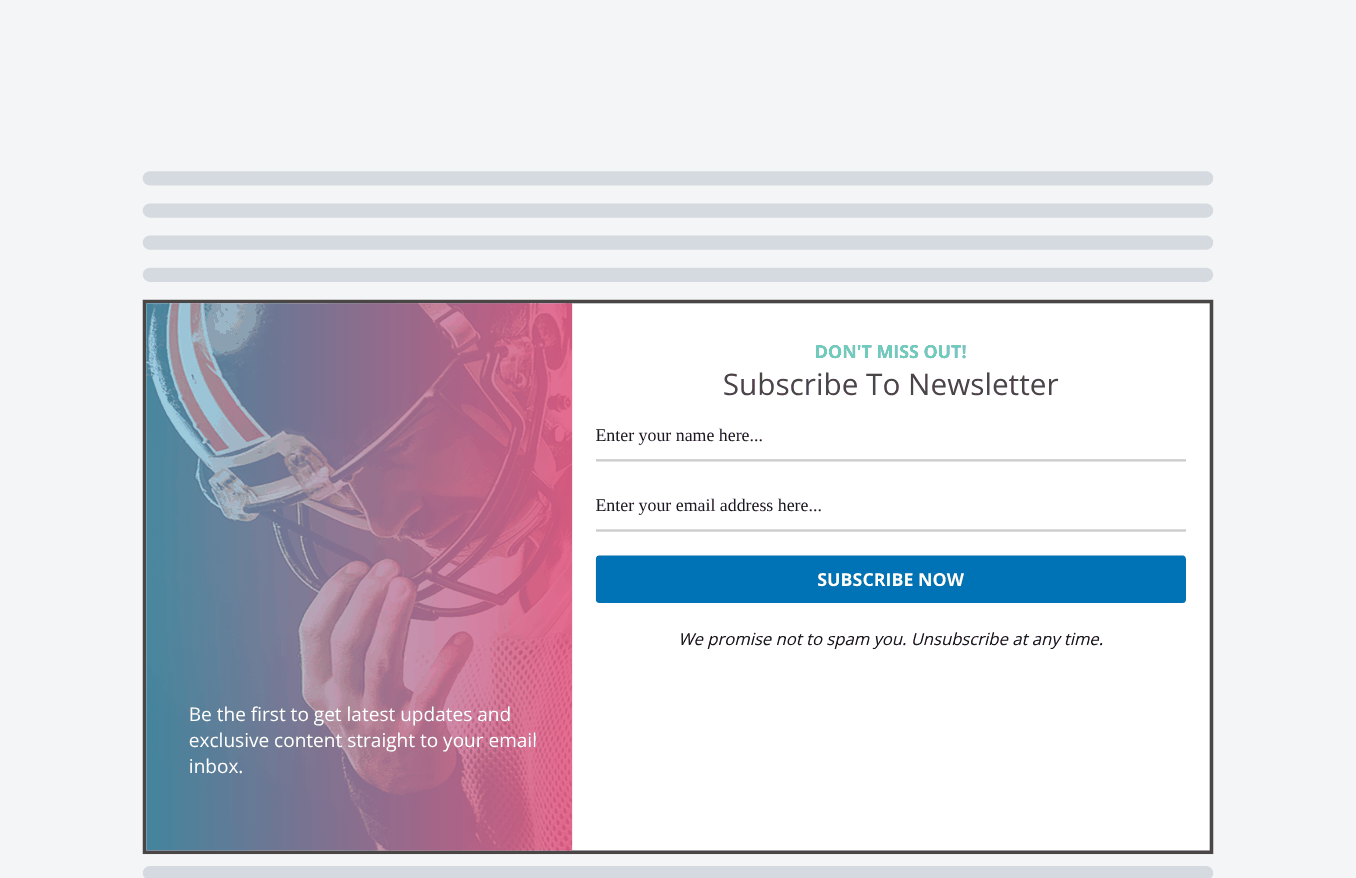 DON'T MISS OUT!
Subscribe To Newsletter
Enter your name here...
Enter your email address here...
SUBSCRIBE NOW
We promise not to spam you. Unsubscribe at any time.
Be the first to get latest updates and
exclusive content straight to your email
inbox.